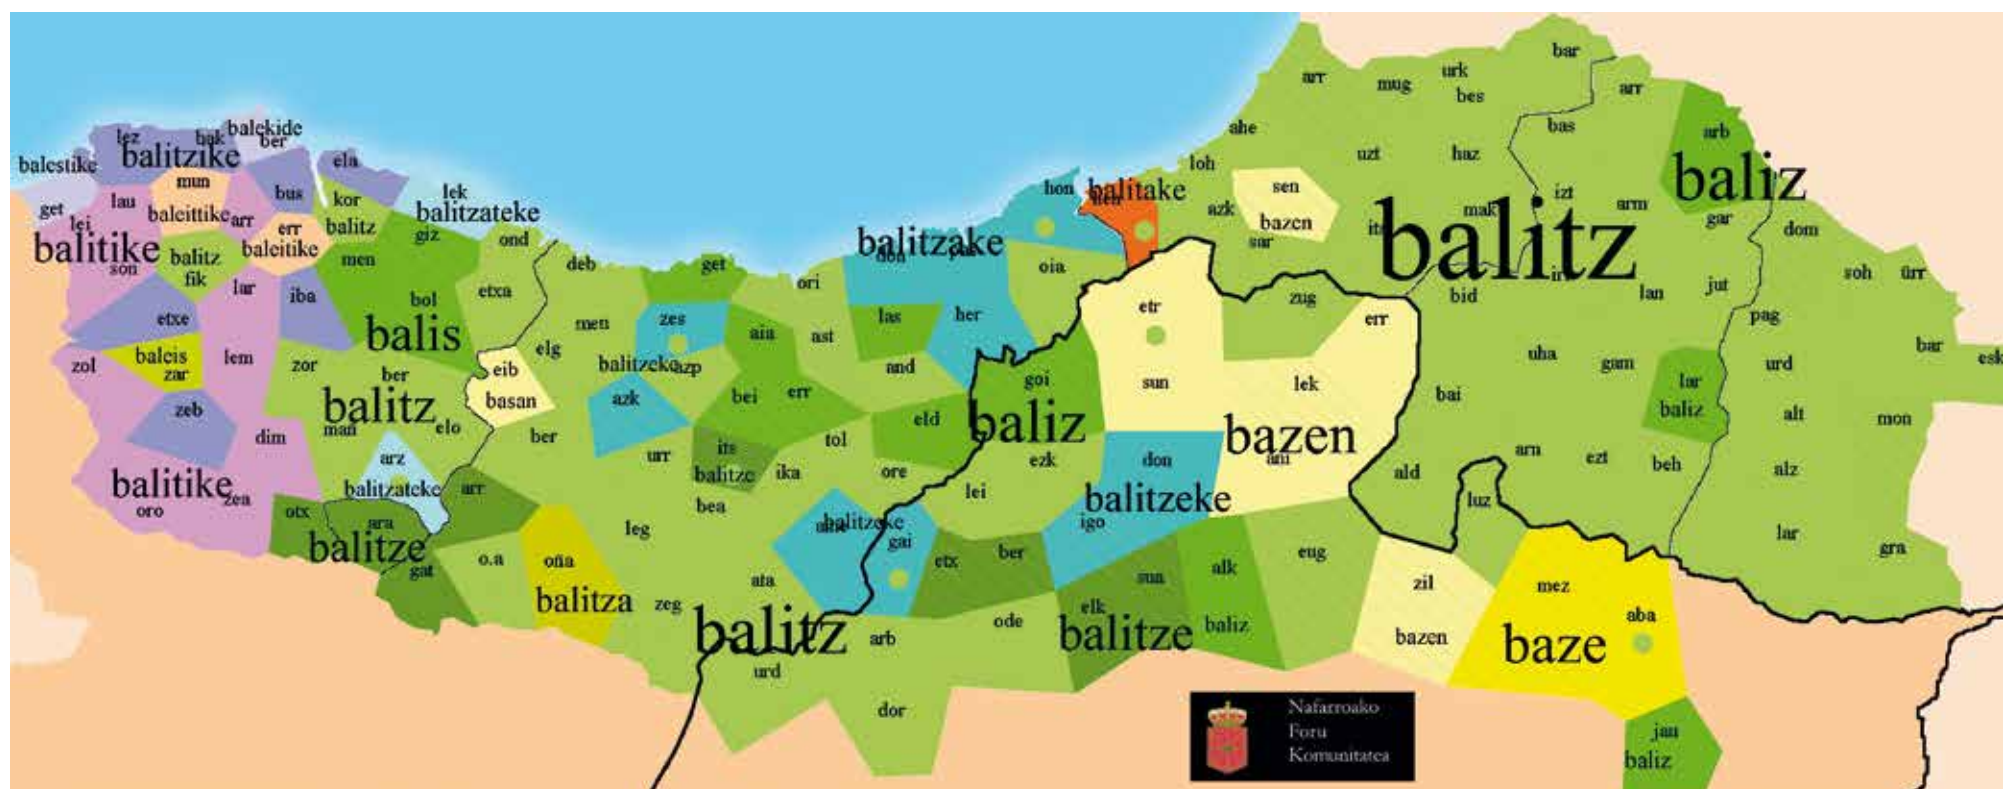 bar
arr
mug
urk
bes
arr
lez
bak
balekide
ber
ahe
bas
arb
balitzike
balestike
ela
loh
uzt
haz
mun
bus
kor
lek
hon
balitake
sen
izt
baliz
get
lau
baleittike
arr
err
balitz
balitzateke
azk
bazen
mak
arm
gar
lei
balitike
baleitike
giz
ond
balitzake
sar
balitz
dom
son
balitz
fik
men
deb
get
oia
soh
ürr
lar
iba
bol
etxa
ori
bid
lan
jut
etxe
men
zes
las
her
etr
zug
err
pag
balis
aia
ast
zol
baleis
zar
lem
zor
elg
balitzeko
azp
and
uha
gam
urd
bar
esk
ber
eib
basan
azk
bei
err
goi
sun
lek
bai
lar
baliz
zeb
balitz
man
elo
eld
baliz
alt
mon
dim
ber
its
tol
bazen
arz
urr
balitze
ika
ore
ezk
don
ani
ald
arn
ezt
beh
alz
balitike
zea
oro
balitzateke
arr
bea
lei
balitzeke
luz
otx
ara
leg
balitzeke
gai
igo
lar
balitze
gat
o.a
oña
etx
ber
eug
gra
ata
sun
alk
zil
mez
balitza
zeg
balitz
arb
ode
elk
balitze
baliz
bazen
baze
aba
urd
dor
jau
baliz
Nafarroako
Foru
Komunitatea